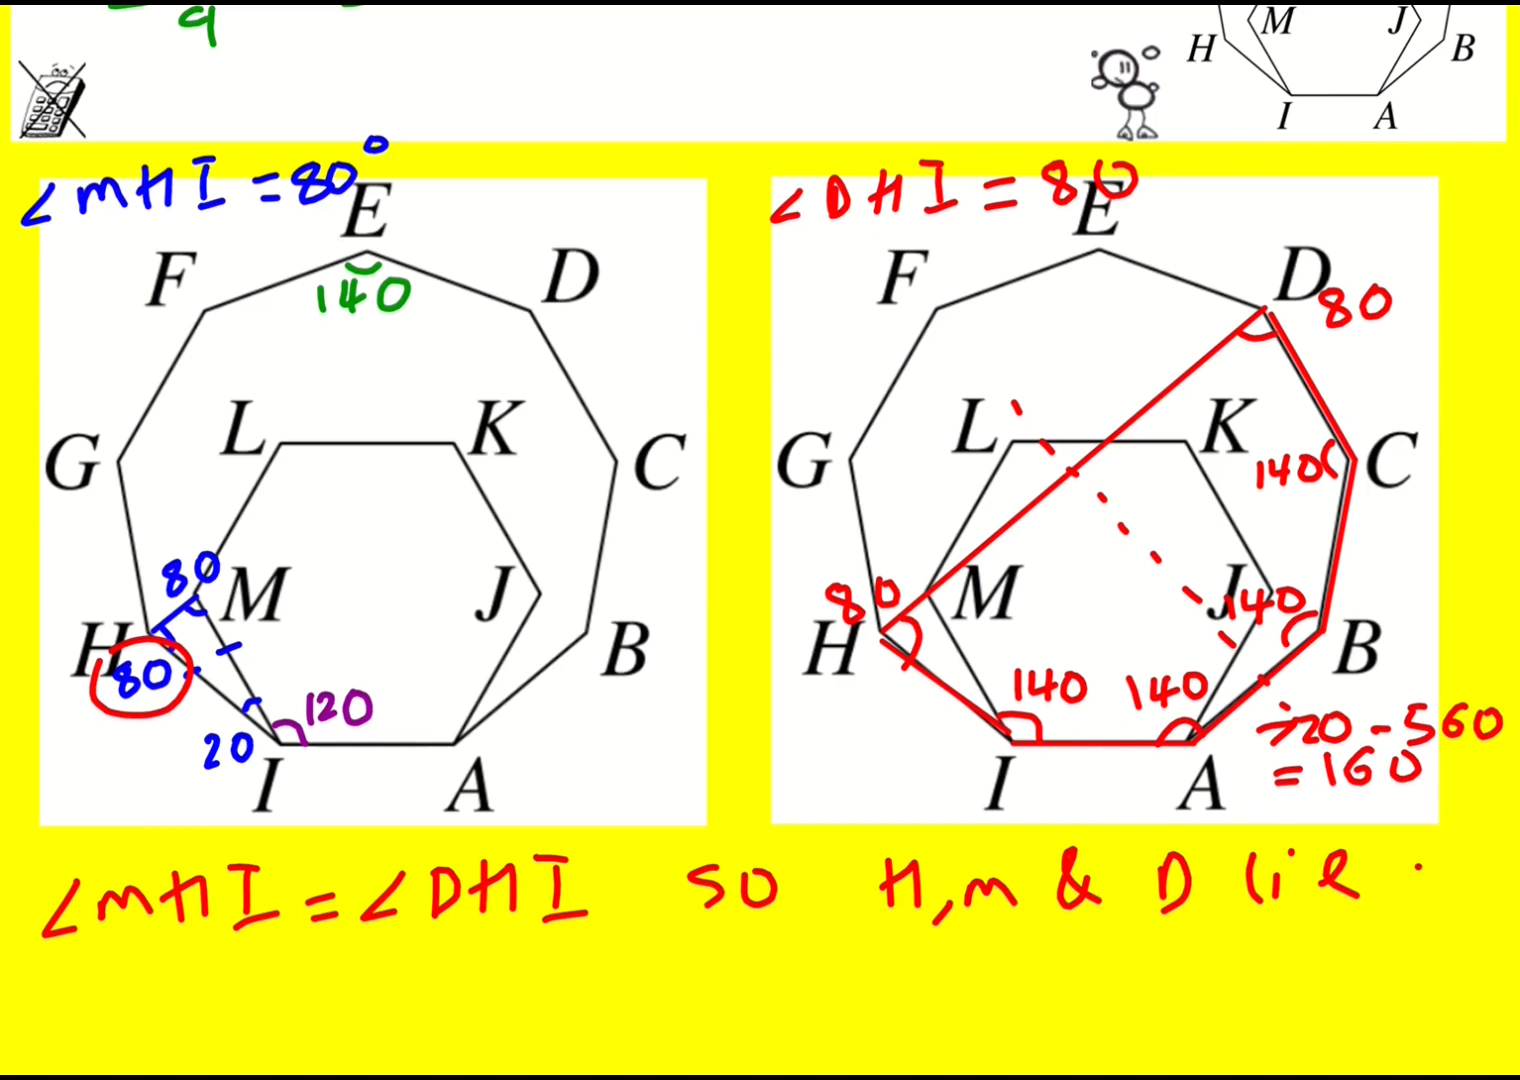 9
M J
H B
I A
∠MHI = 80°
∠DHI = 80
E
F D
140
L K
G C
80
M J
H B
80
120
20
I A
E
F D
80
L K
G C
140
M J
80 140
H B
140 140
720 - 560
= 160
I A
∠MHI = ∠DHI so H, M & D lie